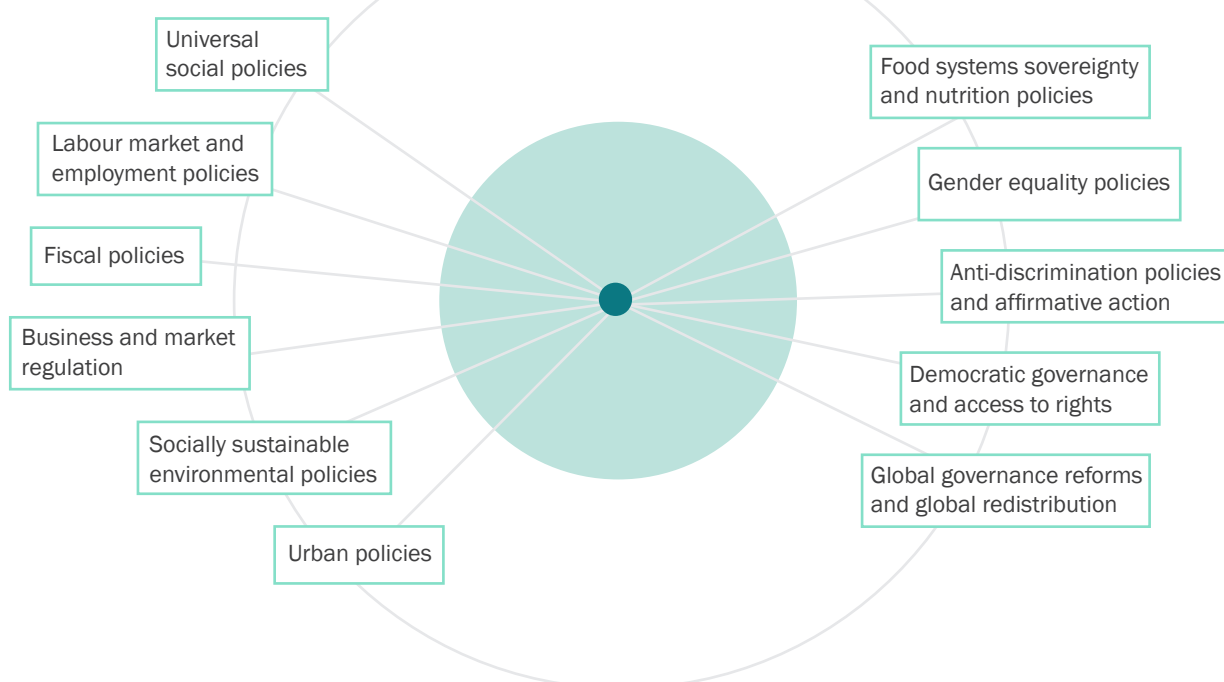 Universal
social policies
Labour market and
employment policies
Fiscal policies
Business and market
regulation
Socially sustainable
environmental policies
Urban policies
Food systems sovereignty
and nutrition policies
Gender equality policies
Anti-discrimination policies
and affirmative action
Democratic governance
and access to rights
Global governance reforms
and global redistribution